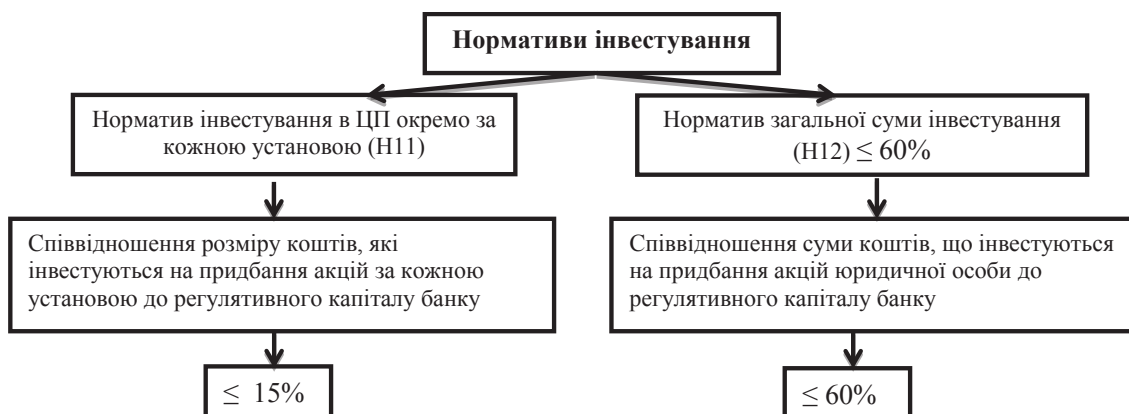 Нормативи інвестування
Норматив інвестування в ЦП окремо за
кожною установою (Н11)
Норматив загальної суми інвестування
(Н12) ≤ 60%
Співвідношення розміру коштів, які
інвестуються на придбання акцій за кожною
установою до регулятивного капіталу банку
Співвідношення суми коштів, що інвестуються
на придбання акцій юридичної особи до
регулятивного капіталу банку
≤ 15%
≤ 60%